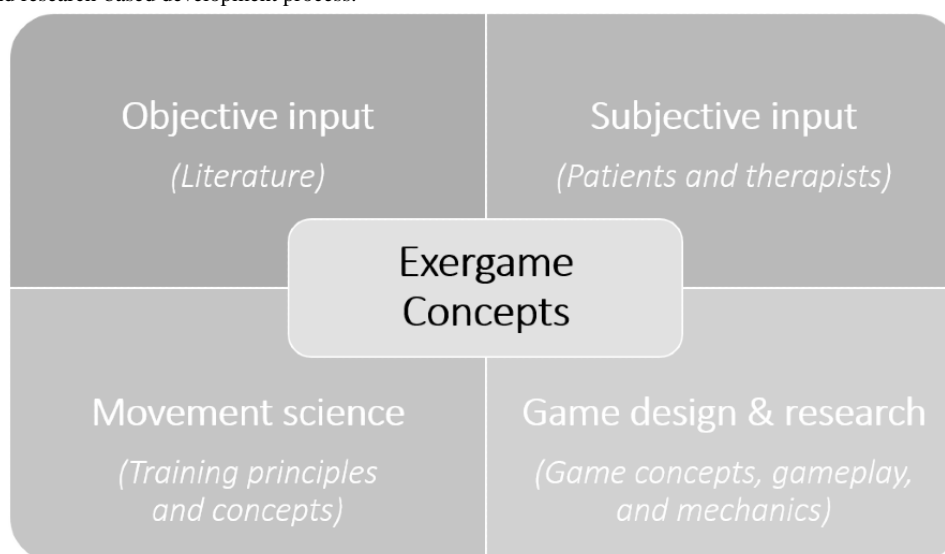 and research-based development process.
Objective input
(Literature)
Subjective input
(Patients and therapists)
Exergame
Concepts
Movement science
(Training principles
and concepts)
Game design & research
(Game concepts, gameplay,
and mechanics)